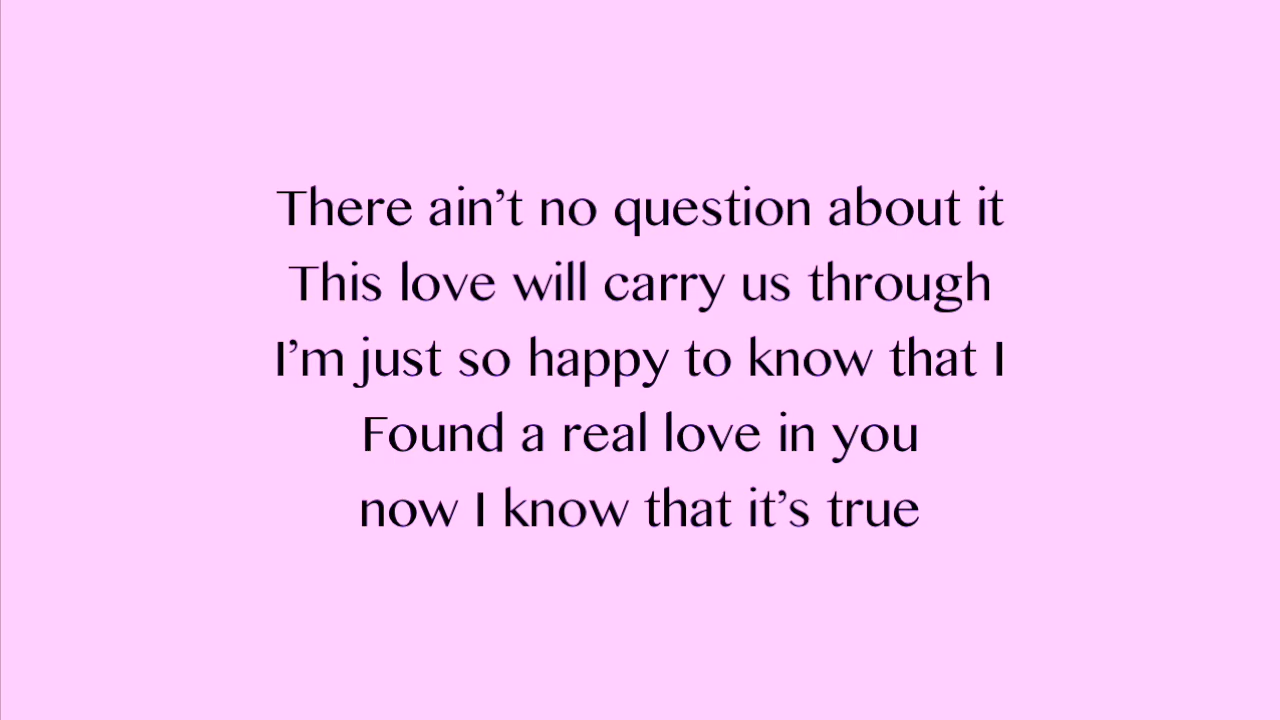 There ain’t no question about it
This love will carry us through
I’m just so happy to know that I
Found a real love in you
now I know that it’s true